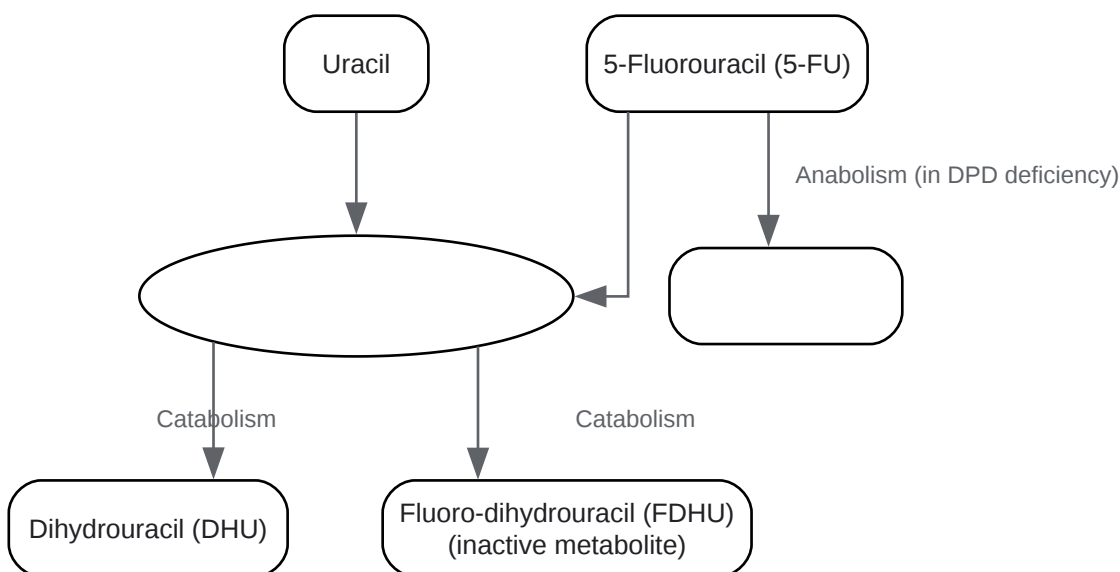 Uracil
5-Fluorouracil (5-FU)
Anabolism (in DPD deficiency)
Catabolism
Catabolism
Dihydrouracil (DHU)
Fluoro-dihydrouracil (FDHU)
(inactive metabolite)